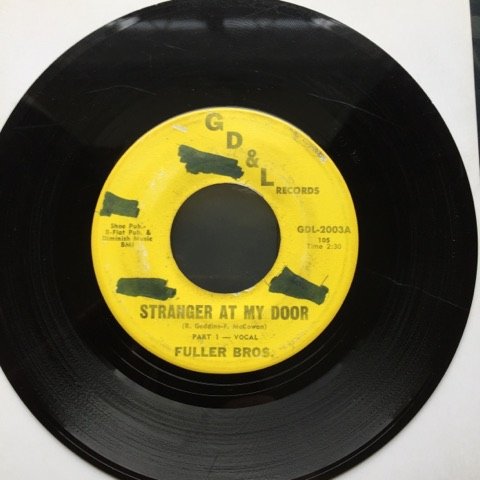 G D & L
RECORDS
GDL-2003A
105
Time 2:30
Shoe Pub.-
B-Flat Pub. &
Diminish Music
BMI
STRANGER AT MY DOOR
(R. Geddins-F. McCowan)
PART 1 — VOCAL
FULLER BROS.